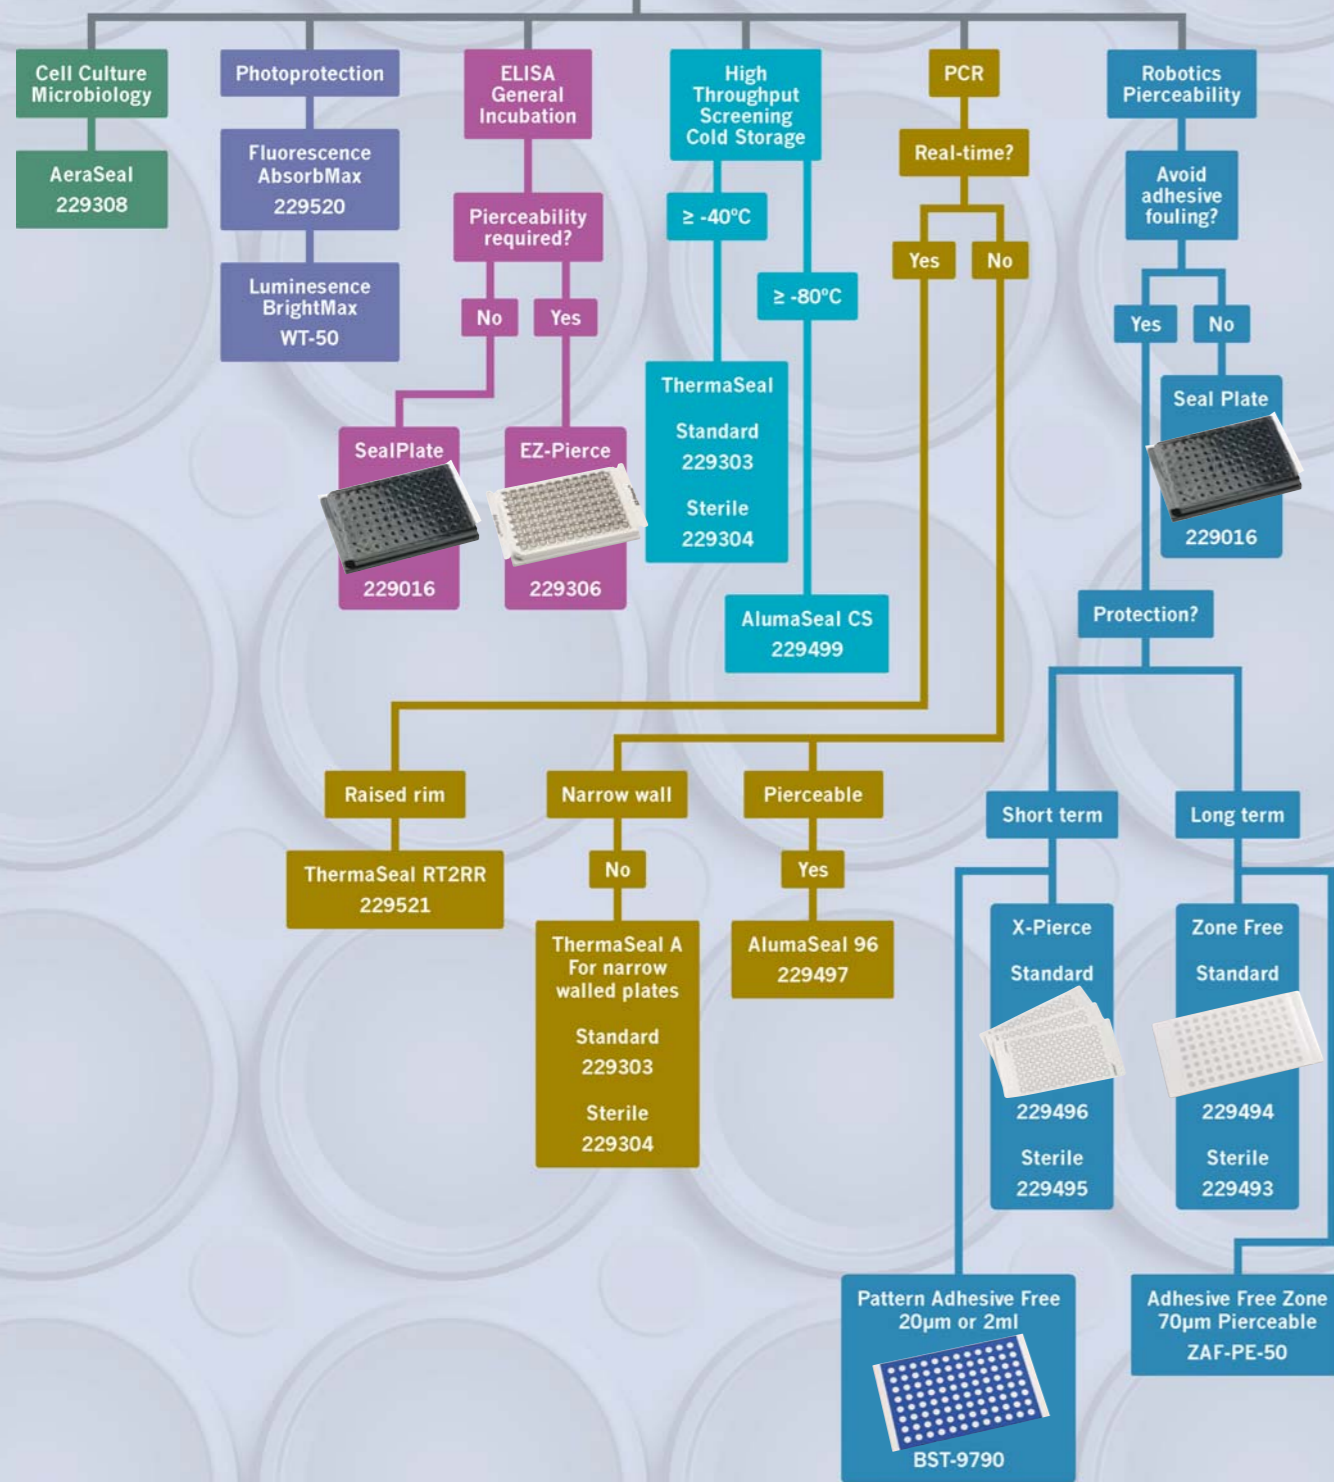 Cell Culture
Microbiology
AeraSeal
229308
Photoprotection
Fluorescence
AbsorbMax
229520
Luminesence
BrightMax
WT-50
ELISA
General
Incubation
Pierceability
required?
No
Yes
SealPlate
229016
EZ-Pierce
229306
High
Throughput
Screening
Cold Storage
≥ -40ºC
≥ -80ºC
ThermaSeal
Standard
229303
Sterile
229304
AlumaSeal CS
229499
PCR
Real-time?
Yes
No
Raised rim
ThermaSeal RT2RR
229521
Narrow wall
No
ThermaSeal A
For narrow
walled plates
Standard
229303
Sterile
229304
Pierceable
Yes
AlumaSeal 96
229497
Robotics
Pierceability
Avoid
adhesive
fouling?
Yes
No
Seal Plate
229016
Protection?
Short term
Long term
X-Pierce
Standard
229496
Sterile
229495
Zone Free
Standard
229494
Sterile
229493
Pattern Adhesive Free
20µm or 2ml
BST-9790
Adhesive Free Zone
70µm Pierceable
ZAF-PE-50